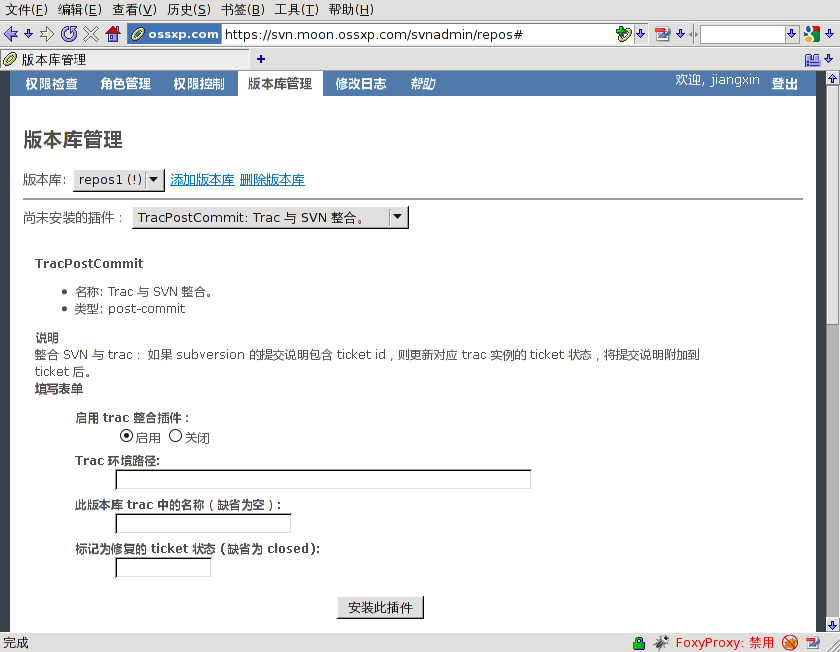 文件(F) 编辑(E) 查看(V) 历史(S) 书签(B) 工具(T) 帮助(H)
ossxp.com https://svn.moon.ossxp.com/svnadmin/repos#
版本库管理
权限检查 角色管理 权限控制 版本库管理 修改日志 帮助 欢迎, jiangxin 登出
版本库管理
版本库: repos1 (!) 添加版本库 删除版本库
尚未安装的插件： TracPostCommit: Trac 与 SVN 整合。
TracPostCommit
名称: Trac 与 SVN 整合。
类型: post-commit
说明
整合 SVN 与 trac： 如果 subversion 的提交说明包含 ticket id，则更新对应 trac 实例的 ticket 状态，将提交说明附加到
ticket 后。
填写表单
启用 trac 整合插件：
启用 关闭
Trac 环境路径:
此版本库 trac 中的名称（缺省为空）:
标记为修复的 ticket 状态 (缺省为 closed):
安装此插件
完成 FoxyProxy: 禁用